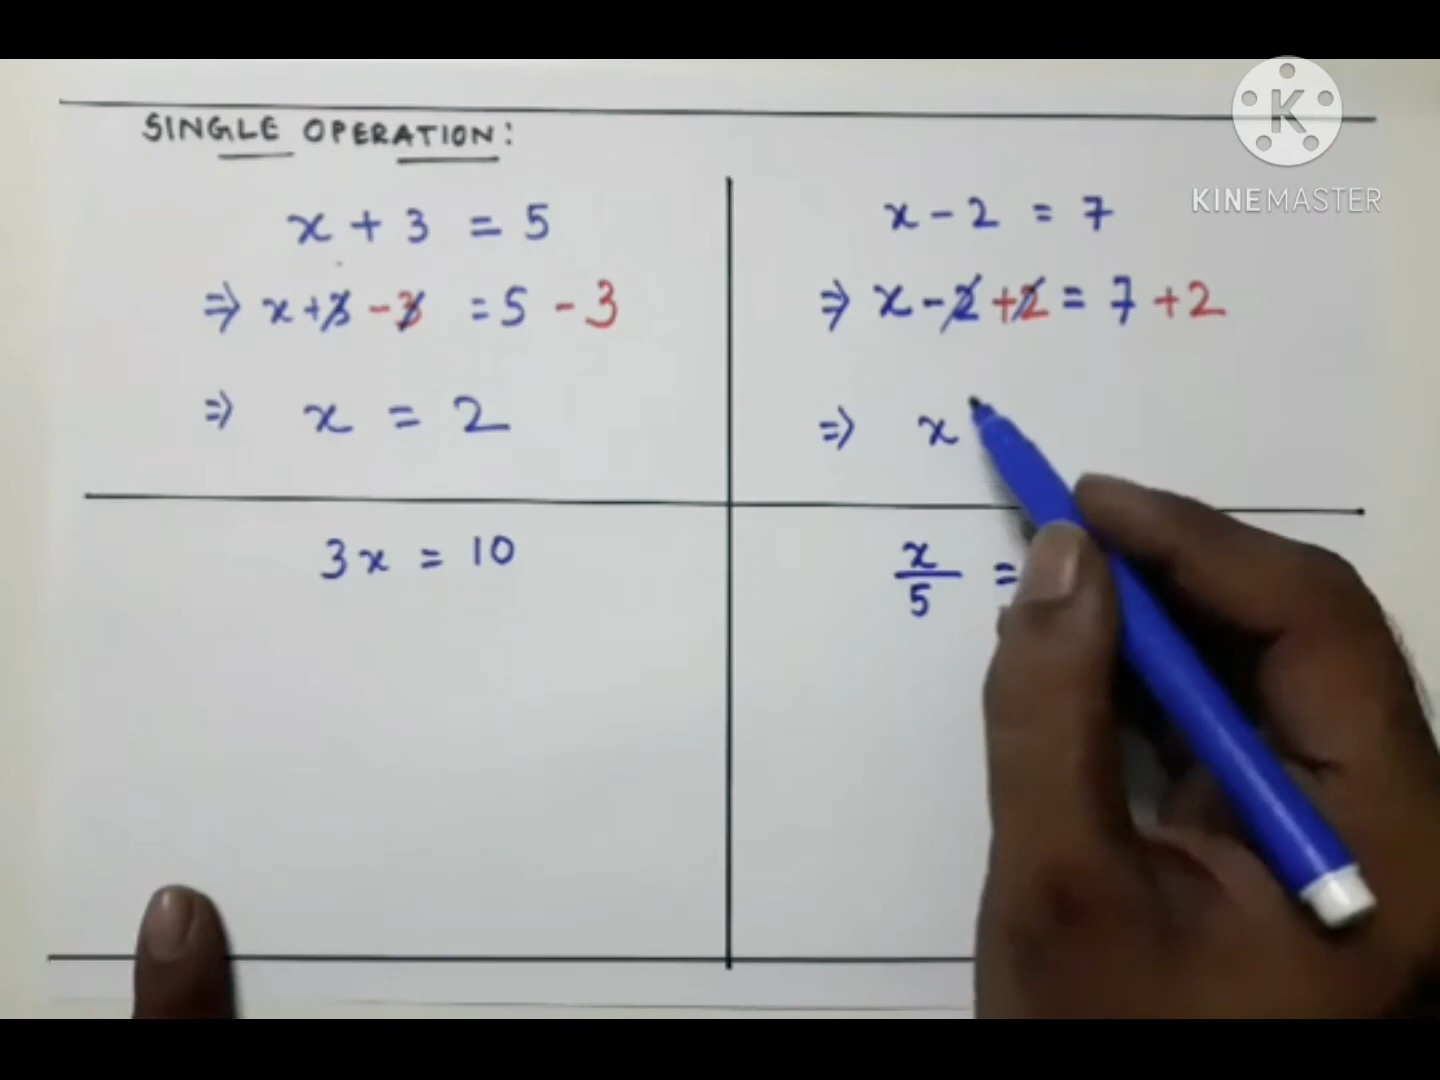 SINGLE OPERATION:
x + 3 = 5
⇒ x + 3 - 3 = 5 - 3
⇒ x = 2
x - 2 = 7
⇒ x - 2 + 2 = 7 + 2
⇒ x
3x = 10
x/5 =
K
KINEMASTER